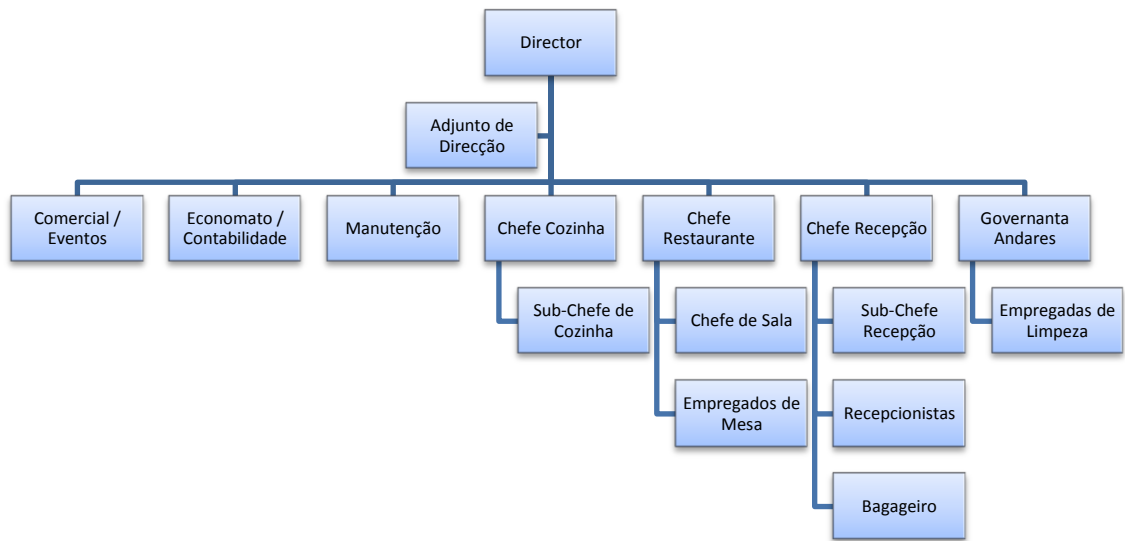 Director
Adjunto de
Direcção
Comercial /
Eventos
Economato /
Contabilidade
Manutenção
Chefe Cozinha
Chefe
Restaurante
Chefe Recepção
Governanta
Andares
Sub-Chefe de
Cozinha
Chefe de Sala
Sub-Chefe
Recepção
Empregadas de
Limpeza
Empregados de
Mesa
Recepcionistas
Bagageiro